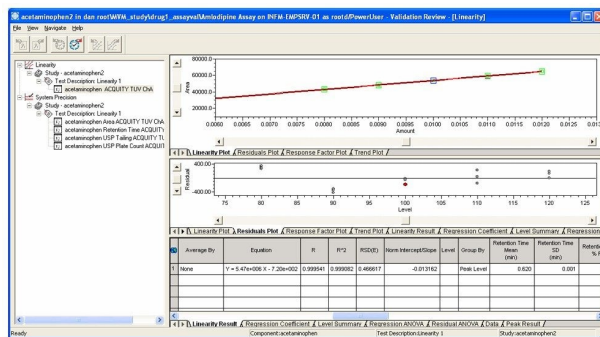 acetaminophen2 in dan root\WVM_study\drug1_assayval\Amlodipine Assay on INFM-EMPSRV-01 as rootd/PowerUser - Validation Review - [Linearity]
File View Navigate Help
Linearity
Study - acetaminophen2
Test Description: Linearity 1
acetaminophen ACQUITY TUV ChA
System Precision
Study - acetaminophen2
Test Description: Linearity 1
acetaminophen Area ACQUITY TUV ChA
acetaminophen Retention Time ACQUITY
acetaminophen USP Tailing ACQUITY TU
acetaminophen USP Plate Count ACQUIT
Area
80000.0
60000.0
40000.0
20000.0
0.0060 0.0065 0.0070 0.0075 0.0080 0.0085 0.0090 0.0095 0.0100 0.0105 0.0110 0.0115 0.0120 0.0125 0.013
Amount
Linearity Plot Residuals Plot Response Factor Plot Trend Plot
Residual
400.00
-400.00
75 80 85 90 95 100 105 110 115 120 125
Level
Linearity Plot Residuals Plot Response Factor Plot Trend Plot Linearity Result Regression Coefficient Level Summary Regression
Average By Equation R R^2 RSD(E) Norm Intercept/Slope Level Group By Retention Time Mean (min) Retention Time SD (min) Retenti % F
1 None Y = 5.47e+006 X - 7.20e+002 0.999541 0.999082 0.466617 -0.013162 Peak Level 0.620 0.001
Linearity Result Regression Coefficient Level Summary Regression ANOVA Residual ANOVA Data Peak Result
Ready Component:acetaminophen Test Description:Linearity 1 Study:acetaminophen2